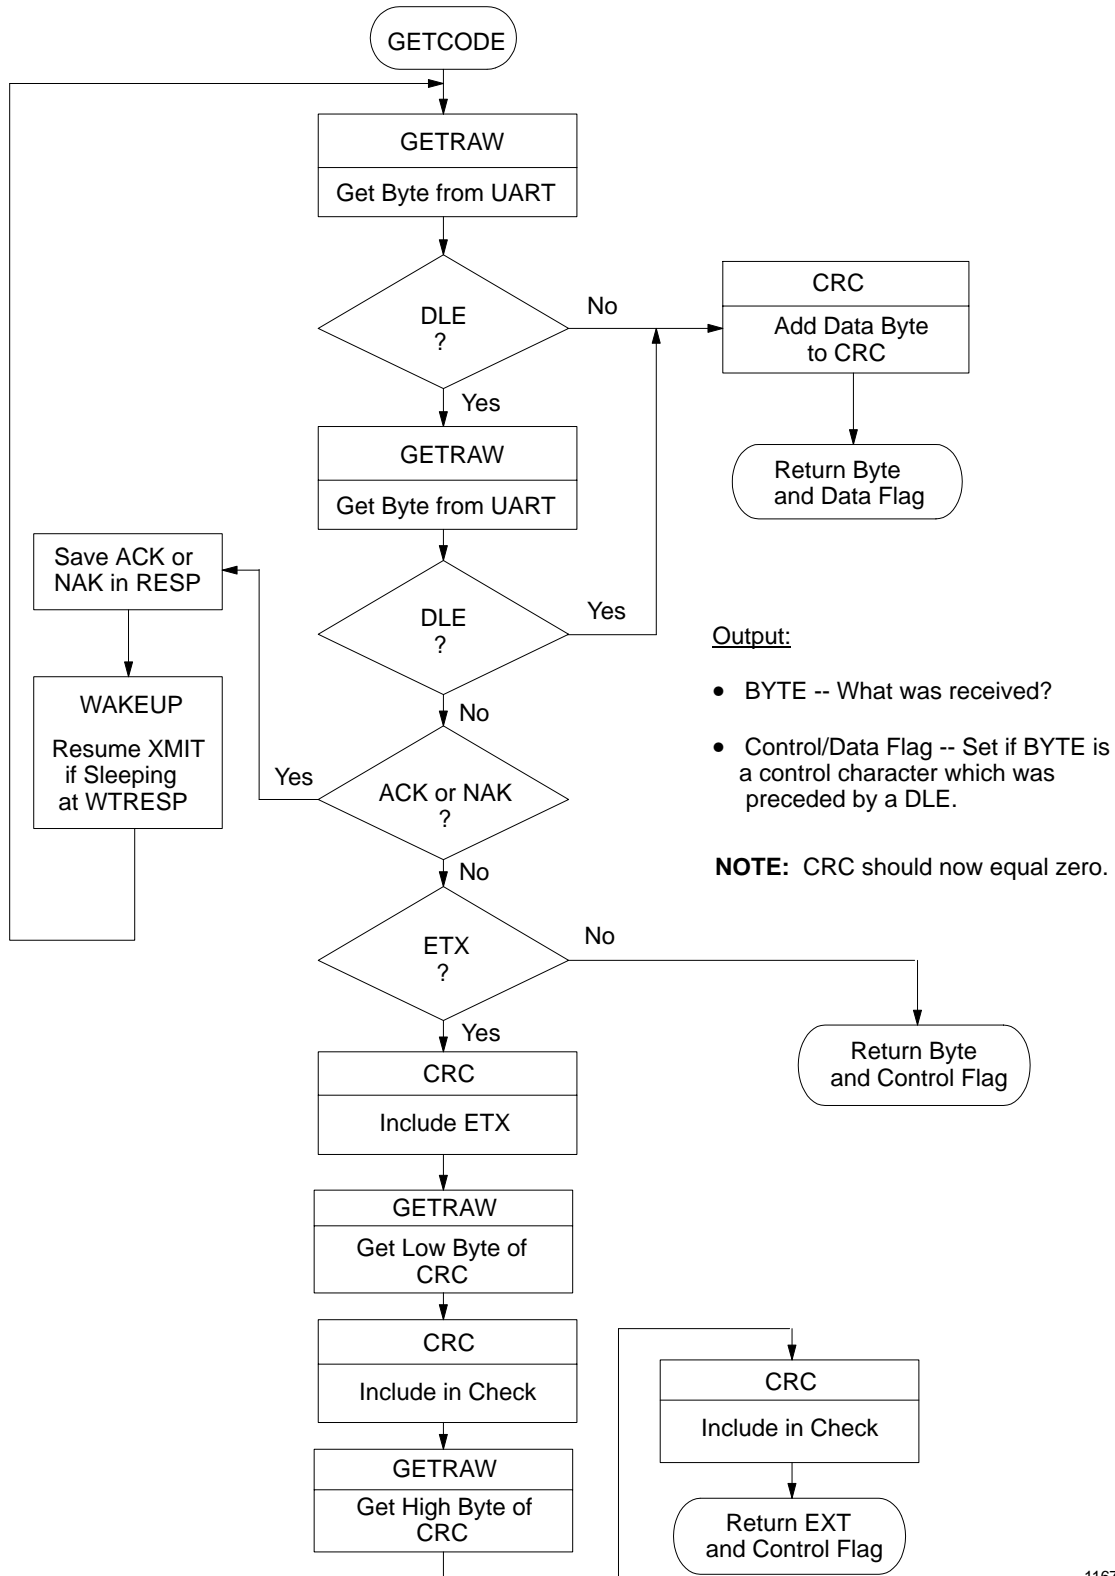 GETCODE
GETRAW
Get Byte from UART
DLE
?
No
CRC
Add Data Byte
to CRC
Yes
GETRAW
Get Byte from UART
Return Byte
and Data Flag
Save ACK or
NAK in RESP
DLE
?
Yes
Output:
WAKEUP
Resume XMIT
if Sleeping
at WTRESP
• BYTE -- What was received?
No
• Control/Data Flag -- Set if BYTE is
a control character which was
preceded by a DLE.
Yes
ACK or NAK
?
NOTE: CRC should now equal zero.
No
ETX
?
No
Yes
Return Byte
and Control Flag
CRC
Include ETX
GETRAW
Get Low Byte of
CRC
CRC
Include in Check
GETRAW
Get High Byte of
CRC
CRC
Include in Check
Return EXT
and Control Flag